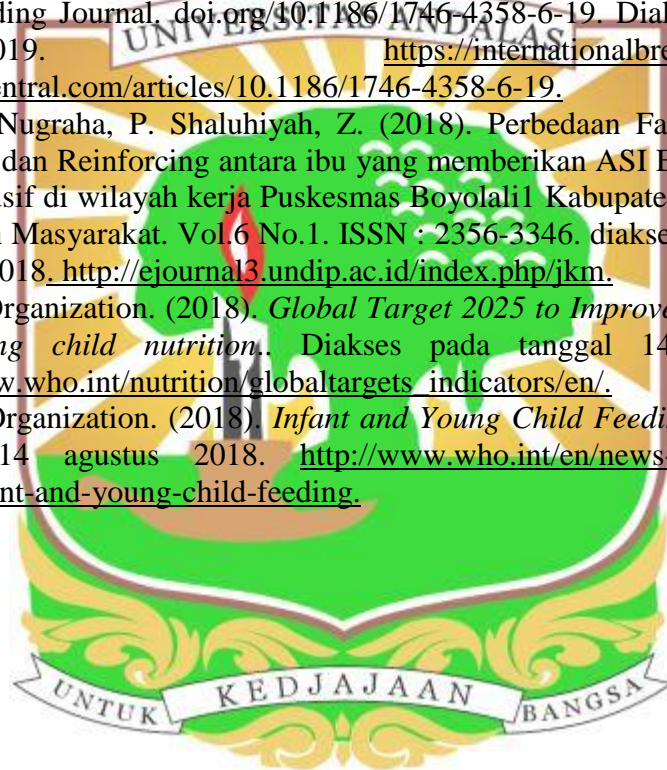 ding Journal. doi.org/10.1186/1746-4358-6-19. Dial
UNIVERSITAS ANDALAS
019. https://internationalbre
entral.com/articles/10.1186/1746-4358-6-19.
Nugraha, P. Shaluhiyah, Z. (2018). Perbedaan Fa
dan Reinforcing antara ibu yang memberikan ASI E
sif di wilayah kerja Puskesmas Boyolali1 Kabupate
n Masyarakat. Vol.6 No.1. ISSN : 2356-3346. diakse
018. http://ejournal3.undip.ac.id/index.php/jkm.
Organization. (2018). Global Target 2025 to Improve
ng child nutrition.. Diakses pada tanggal 14
w.who.int/nutrition/globaltargets_indicators/en/.
Organization. (2018). Infant and Young Child Feedi
14 agustus 2018. http://www.who.int/en/news-
nt-and-young-child-feeding.
UNTUK KEDJAJAAN BANGSA